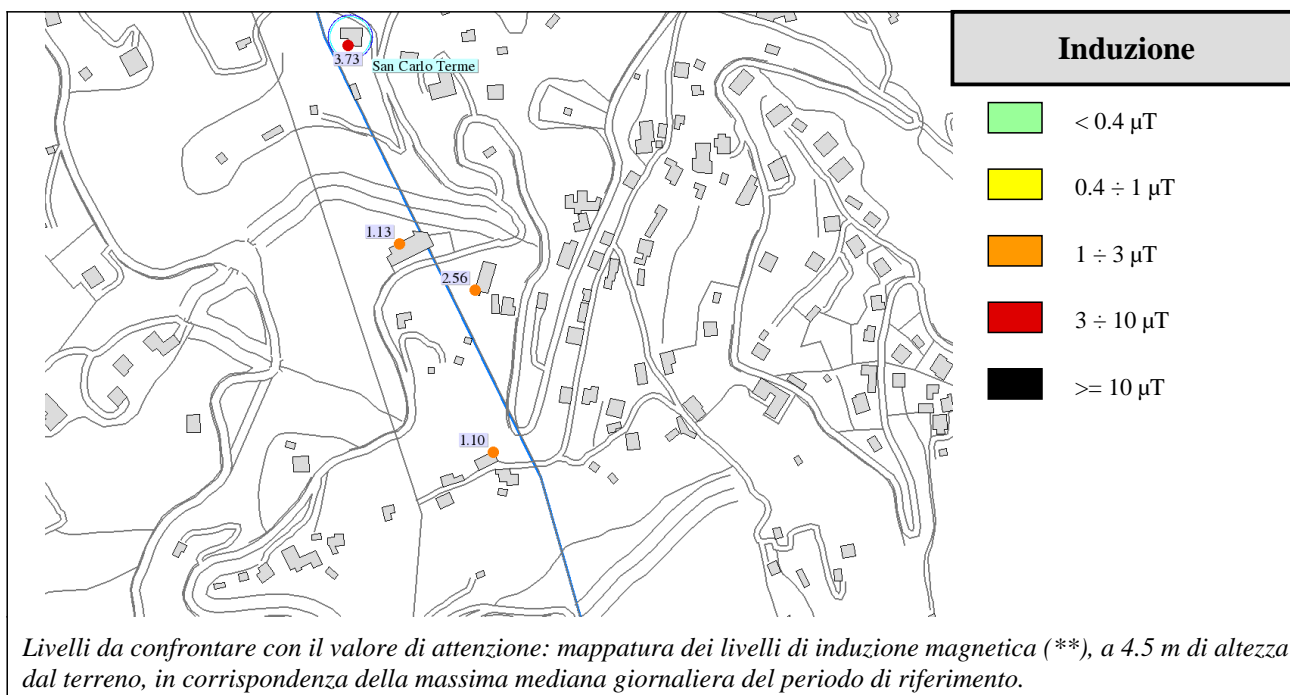 3.73
San Carlo Terme
1.13
2.56
1.10
Induzione
< 0.4 µT
0.4 ÷ 1 µT
1 ÷ 3 µT
3 ÷ 10 µT
>= 10 µT
Livelli da confrontare con il valore di attenzione: mappatura dei livelli di induzione magnetica (**), a 4.5 m di altezza
dal terreno, in corrispondenza della massima mediana giornaliera del periodo di riferimento.